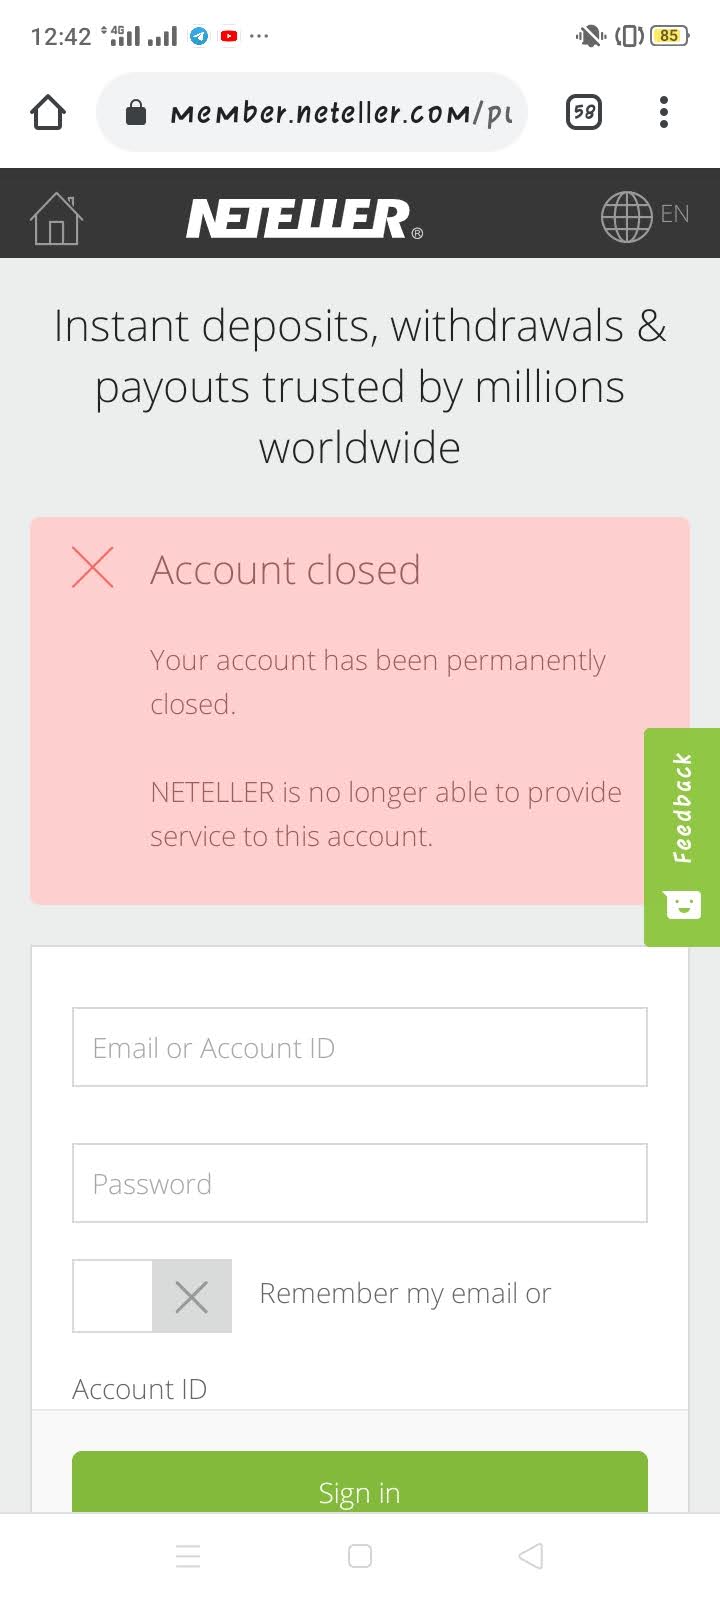 12:42 4G ... 85
member.neteller.com/pu 58
NETELLER® EN
Instant deposits, withdrawals &
payouts trusted by millions
worldwide
Account closed
Your account has been permanently
closed.
Feedback
NETELLER is no longer able to provide
service to this account.
Email or Account ID
Password
Remember my email or
Account ID
Sign in